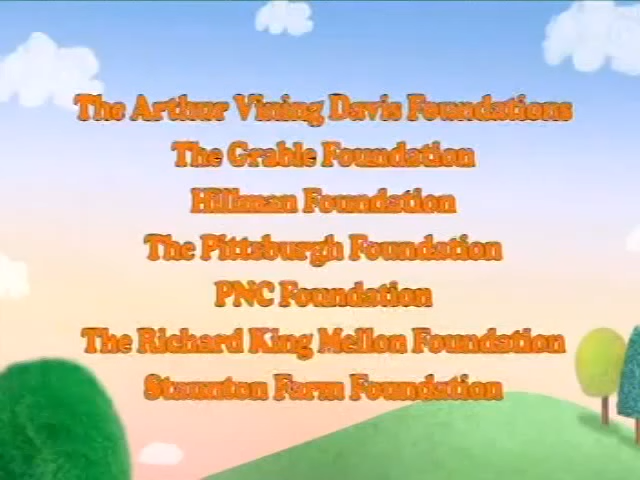 The Arthur Vining Davis Foundations
The Grable Foundation
Hillman Foundation
The Pittsburgh Foundation
PNC Foundation
The Richard King Mellon Foundation
Staunton Farm Foundation